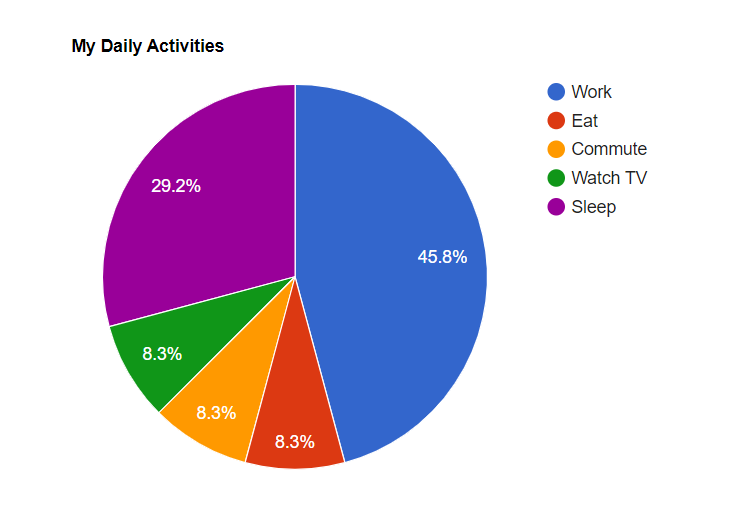 My Daily Activities
Work
Eat
Commute
Watch TV
Sleep
29.2%
45.8%
8.3%
8.3%
8.3%